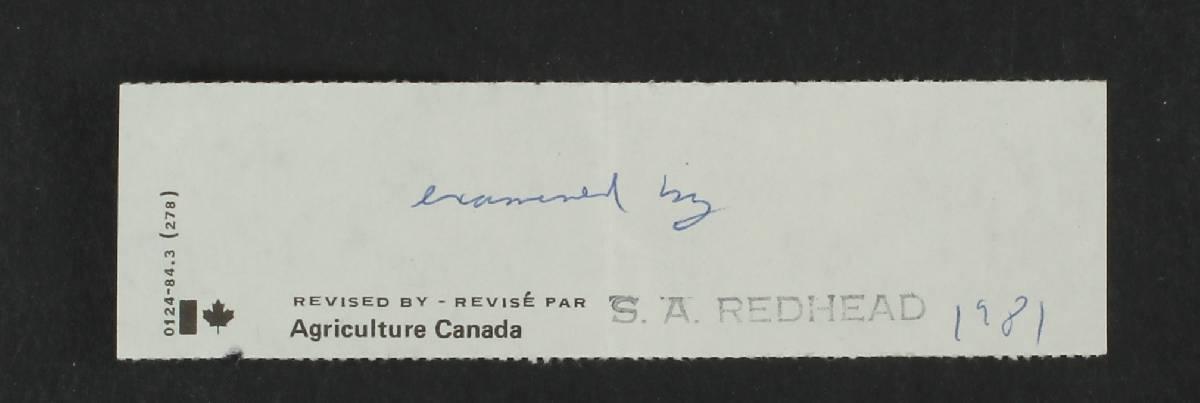 examined by
0124-84.3 (278)
REVISED BY - REVISÉ PAR S. A. REDHEAD 1981
Agriculture Canada